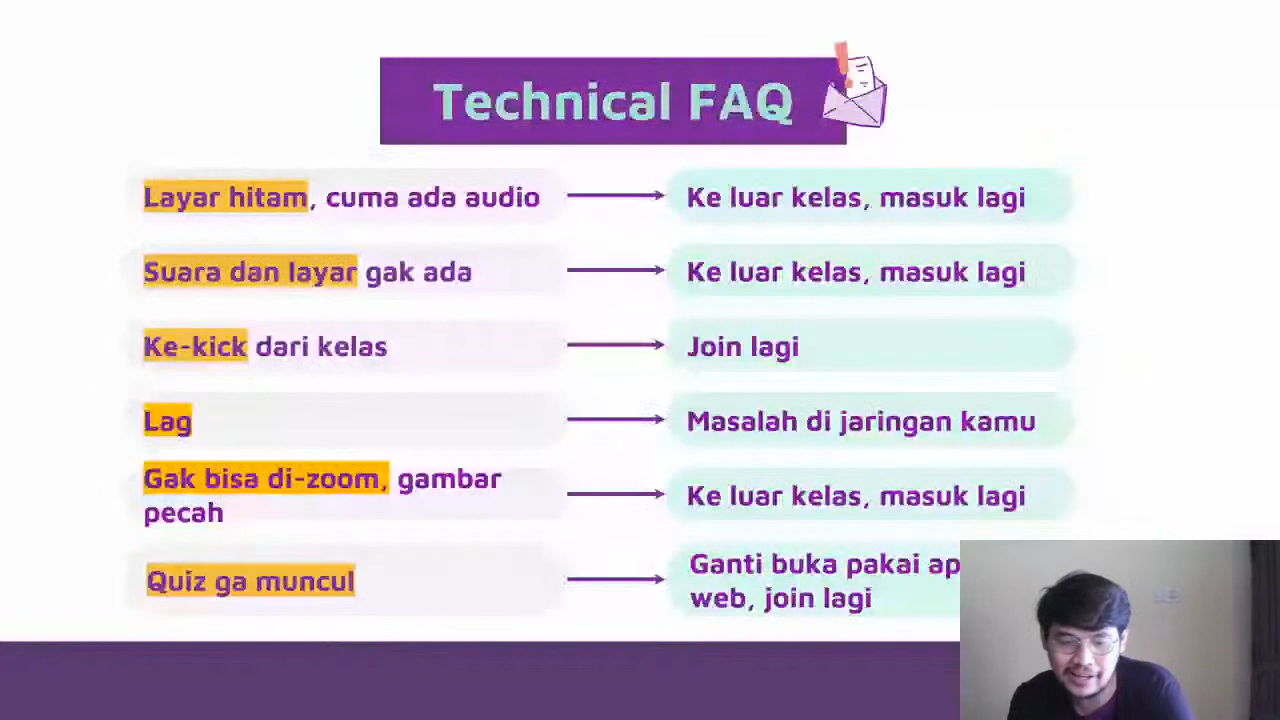 Technical FAQ
Layar hitam, cuma ada audio
Ke luar kelas, masuk lagi
Suara dan layar gak ada
Ke luar kelas, masuk lagi
Ke-kick dari kelas
Join lagi
Lag
Masalah di jaringan kamu
Gak bisa di-zoom, gambar
pecah
Ke luar kelas, masuk lagi
Quiz ga muncul
Ganti buka pakai
web, join lagi